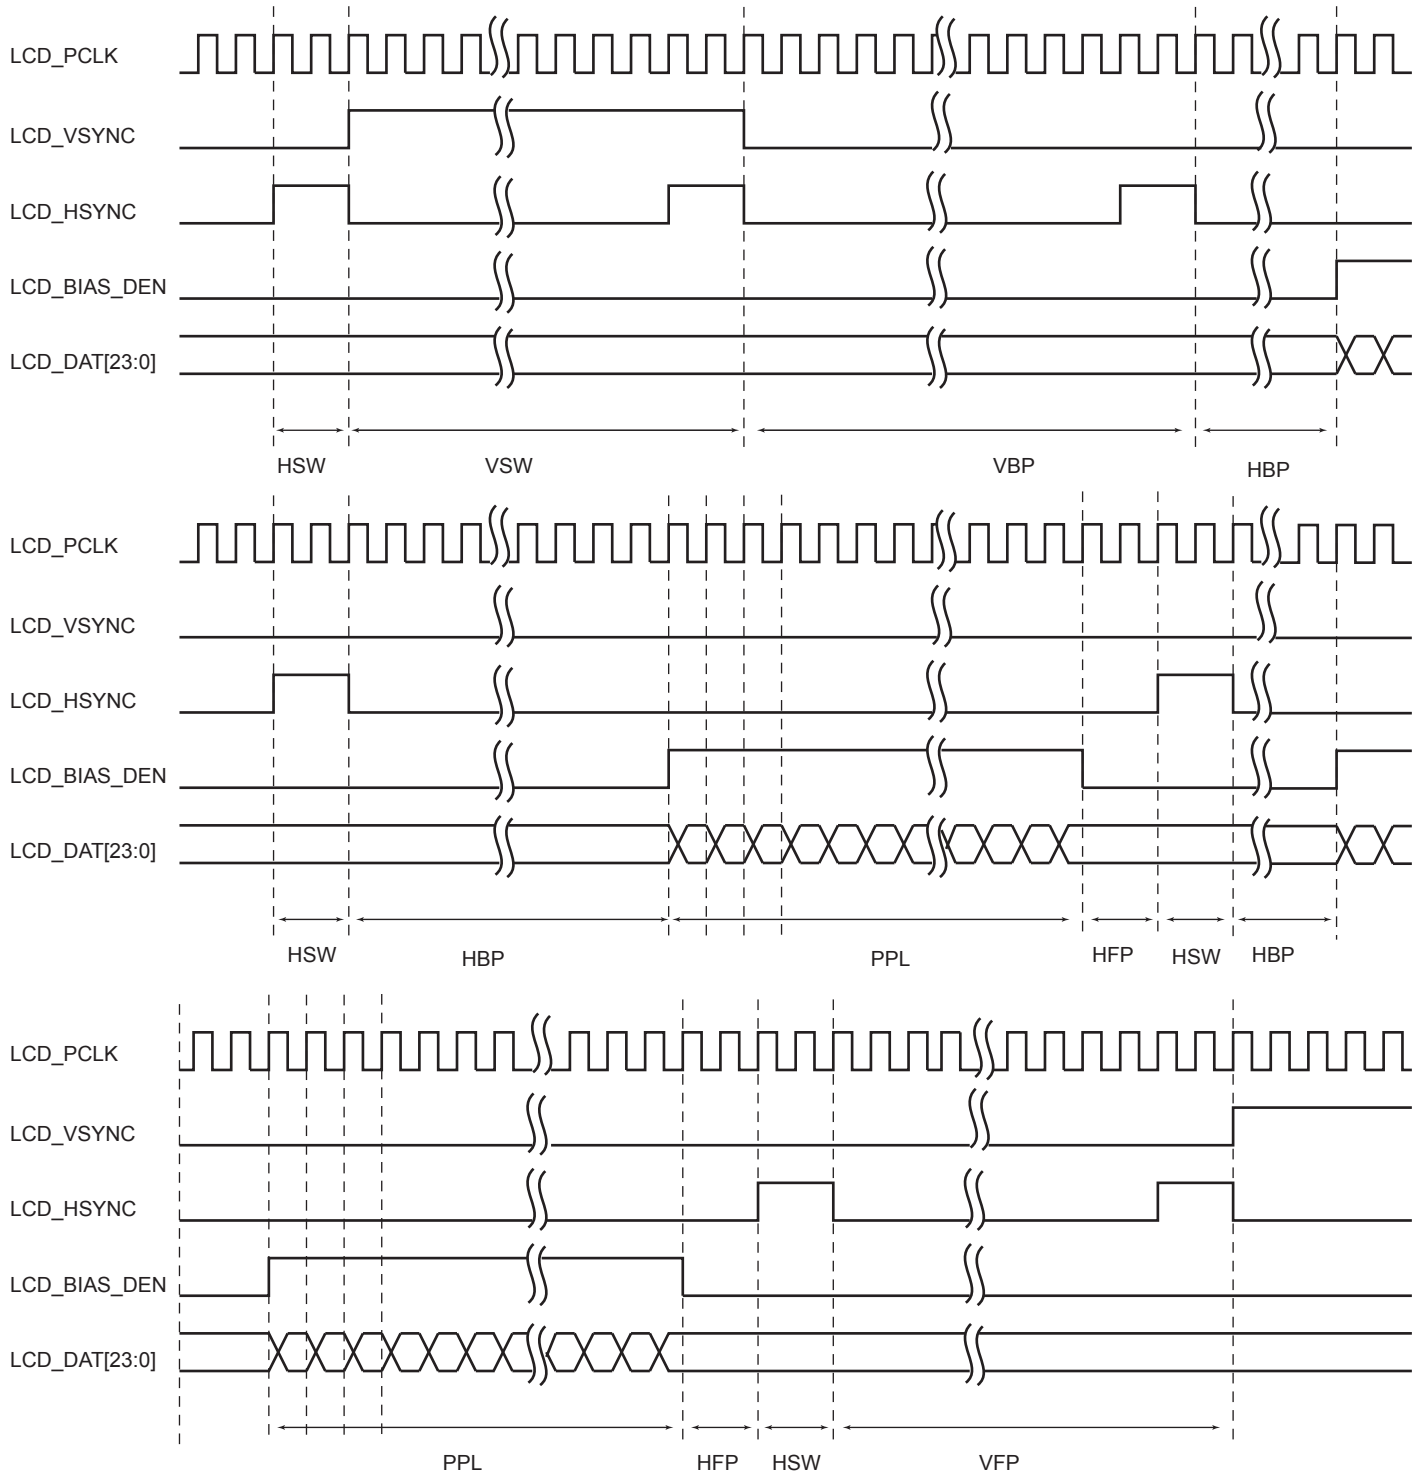 LCD_PCLK
LCD_VSYNC
LCD_HSYNC
LCD_BIAS_DEN
LCD_DAT[23:0]
HSW VSW VBP HBP
LCD_PCLK
LCD_VSYNC
LCD_HSYNC
LCD_BIAS_DEN
LCD_DAT[23:0]
HSW HBP PPL HFP HSW HBP
LCD_PCLK
LCD_VSYNC
LCD_HSYNC
LCD_BIAS_DEN
LCD_DAT[23:0]
PPL HFP HSW VFP